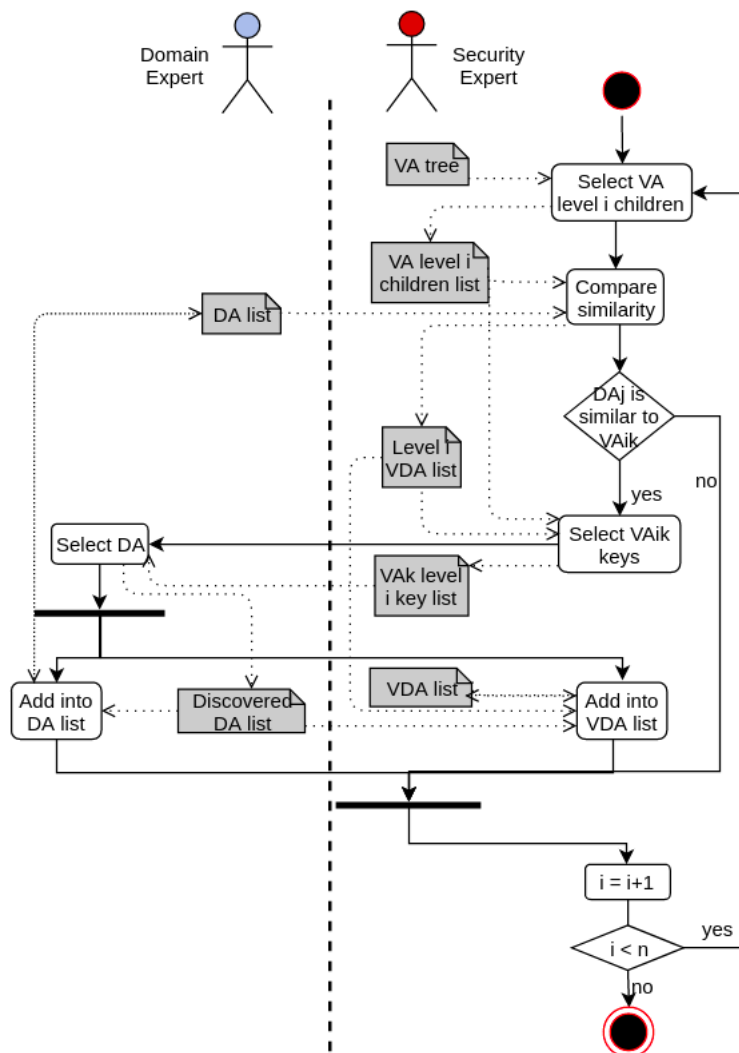 Domain
Expert
Security
Expert
VA tree
Select VA
level i children
VA level i
children list
Compare
similarity
DA list
DAj is
similar to
VAik
no
Level i
VDA list
yes
Select DA
Select VAik
keys
VAk level
i key list
Add into
DA list
Discovered
DA list
VDA list
Add into
VDA list
i = i+1
yes
i < n
no